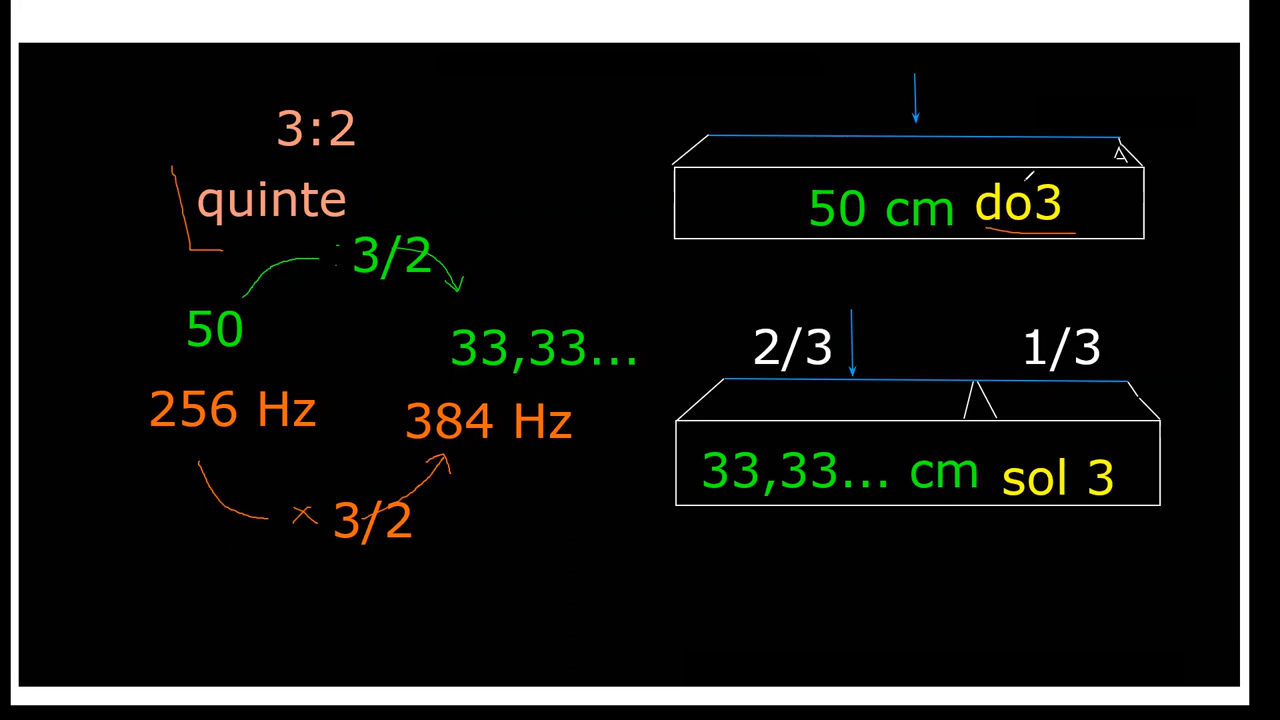 3:2
quinte
: 3/2
50
33,33...
256 Hz
384 Hz
× 3/2
50 cm do3
2/3
1/3
33,33... cm sol 3